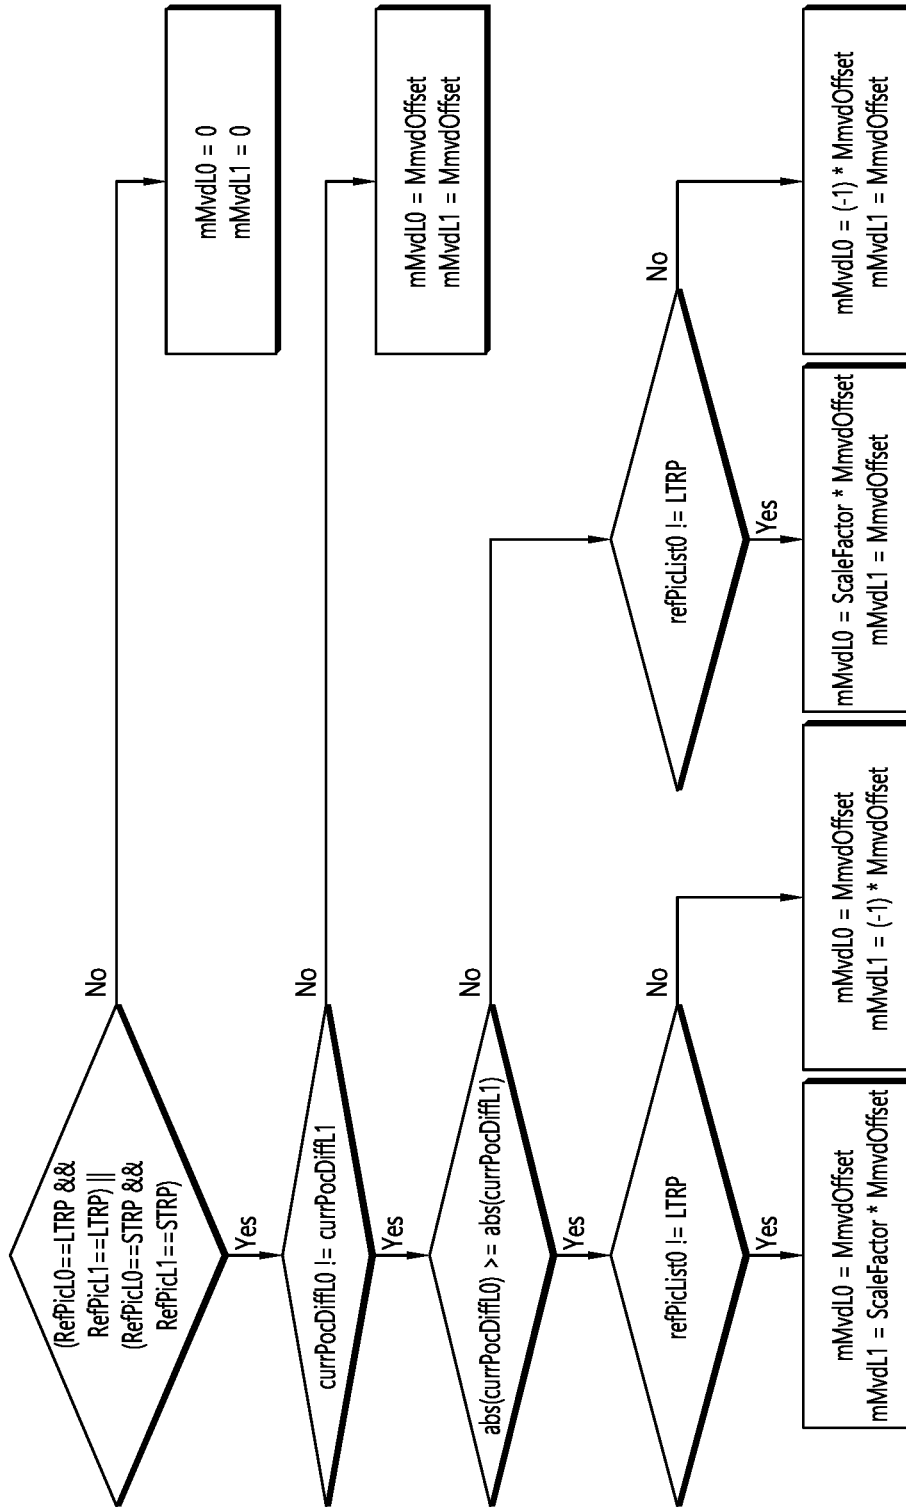 (RefPicL0==LTRP &&
RefPicL1==LTRP) ||
(RefPicL0==STRP &&
RefPicL1==STRP)
No
mMvdL0 = 0
mMvdL1 = 0
Yes
currPocDiffL0 != currPocDiffL1
No
mMvdL0 = MmvdOffset
mMvdL1 = MmvdOffset
Yes
abs(currPocDiffL0) >= abs(currPocDiffL1)
No
Yes
refPicList0 != LTRP
No
refPicList0 != LTRP
No
Yes
Yes
mMvdL0 = MmvdOffset
mMvdL1 = ScaleFactor * MmvdOffset
mMvdL0 = MmvdOffset
mMvdL1 = (-1) * MmvdOffset
mMvdL0 = ScaleFactor * MmvdOffset
mMvdL1 = MmvdOffset
mMvdL0 = (-1) * MmvdOffset
mMvdL1 = MmvdOffset